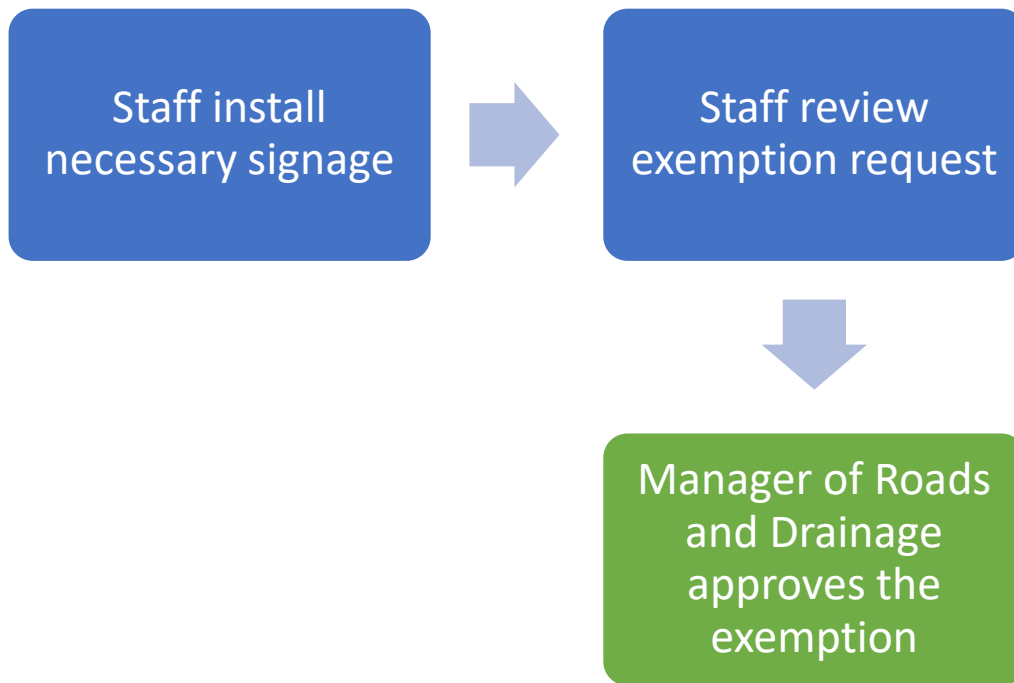 Staff install
necessary signage
Staff review
exemption request
Manager of Roads
and Drainage
approves the
exemption